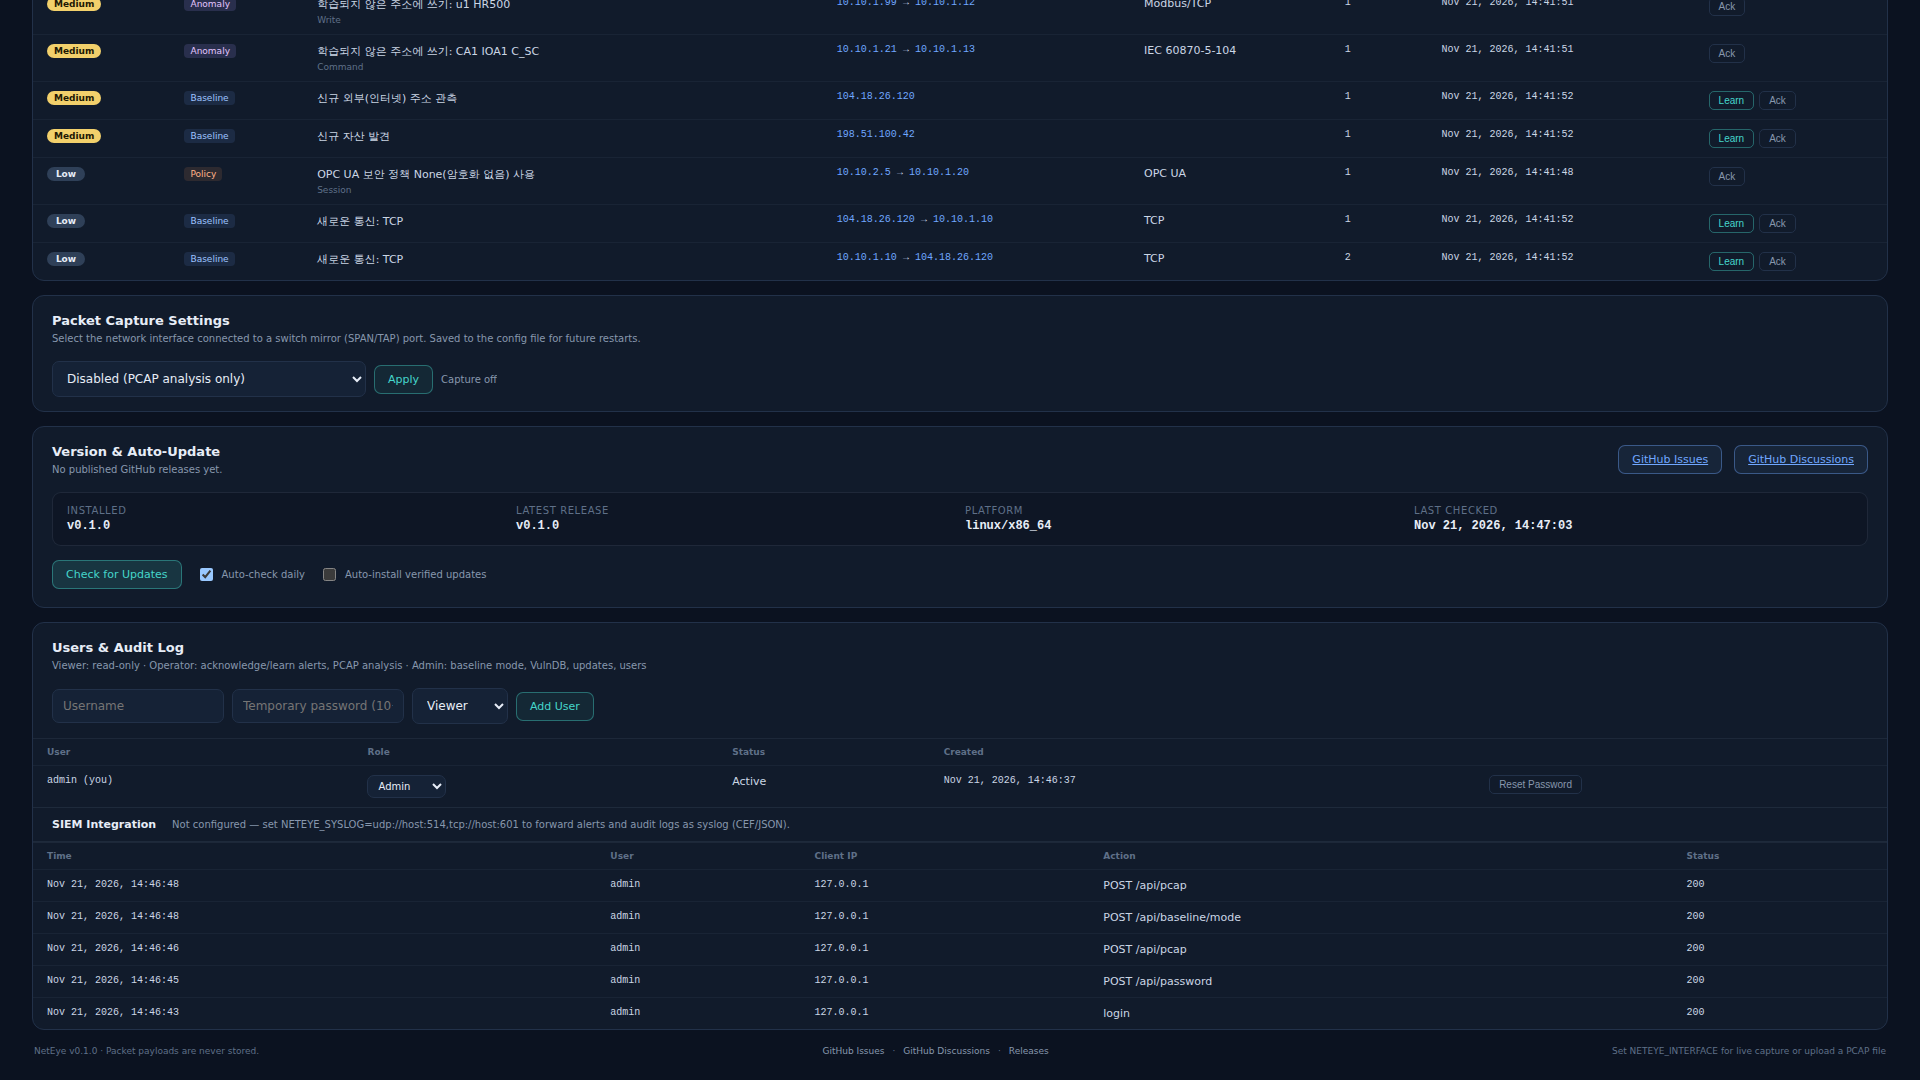 Medium Anomaly 학습되지 않은 주소에 쓰기: u1 HR500 10.10.1.99 → 10.10.1.12 Modbus/TCP 1 Nov 21, 2026, 14:41:51 Ack
Write
Medium Anomaly 학습되지 않은 주소에 쓰기: CA1 IOA1 C_SC 10.10.1.21 → 10.10.1.13 IEC 60870-5-104 1 Nov 21, 2026, 14:41:51 Ack
Command
Medium Baseline 신규 외부(인터넷) 주소 관측 104.18.26.120 1 Nov 21, 2026, 14:41:52 Learn Ack
Medium Baseline 신규 자산 발견 198.51.100.42 1 Nov 21, 2026, 14:41:52 Learn Ack
Low Policy OPC UA 보안 정책 None(암호화 없음) 사용 10.10.2.5 → 10.10.1.20 OPC UA 1 Nov 21, 2026, 14:41:48 Ack
Session
Low Baseline 새로운 통신: TCP 104.18.26.120 → 10.10.1.10 TCP 1 Nov 21, 2026, 14:41:52 Learn Ack
Low Baseline 새로운 통신: TCP 10.10.1.10 → 104.18.26.120 TCP 2 Nov 21, 2026, 14:41:52 Learn Ack
Packet Capture Settings
Select the network interface connected to a switch mirror (SPAN/TAP) port. Saved to the config file for future restarts.
Disabled (PCAP analysis only) Apply Capture off
Version & Auto-Update
No published GitHub releases yet.
GitHub Issues GitHub Discussions
INSTALLED LATEST RELEASE PLATFORM LAST CHECKED
v0.1.0 v0.1.0 linux/x86_64 Nov 21, 2026, 14:47:03
Check for Updates Auto-check daily Auto-install verified updates
Users & Audit Log
Viewer: read-only · Operator: acknowledge/learn alerts, PCAP analysis · Admin: baseline mode, VulnDB, updates, users
Username Temporary password (10 Viewer Add User
User Role Status Created
admin (you) Admin Active Nov 21, 2026, 14:46:37 Reset Password
SIEM Integration Not configured — set NETEYE_SYSLOG=udp://host:514,tcp://host:601 to forward alerts and audit logs as syslog (CEF/JSON).
Time User Client IP Action Status
Nov 21, 2026, 14:46:48 admin 127.0.0.1 POST /api/pcap 200
Nov 21, 2026, 14:46:48 admin 127.0.0.1 POST /api/baseline/mode 200
Nov 21, 2026, 14:46:46 admin 127.0.0.1 POST /api/pcap 200
Nov 21, 2026, 14:46:45 admin 127.0.0.1 POST /api/password 200
Nov 21, 2026, 14:46:43 admin 127.0.0.1 login 200
NetEye v0.1.0 · Packet payloads are never stored. GitHub Issues · GitHub Discussions · Releases Set NETEYE_INTERFACE for live capture or upload a PCAP file